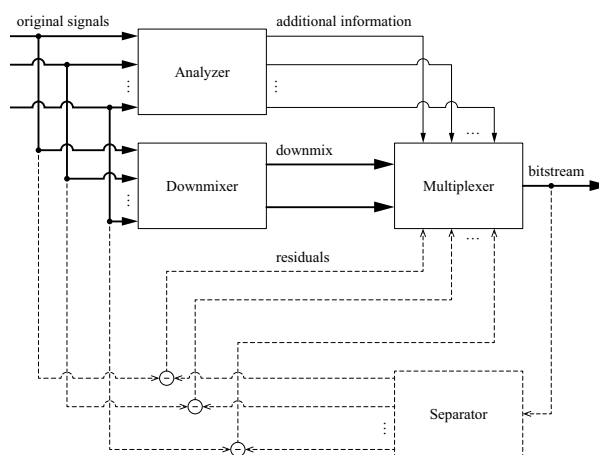 original signals
additional information
Analyzer
⋮
⋮
...
downmix
Downmixer
Multiplexer
bitstream
⋮
...
residuals
−
−
Separator
⋮
−